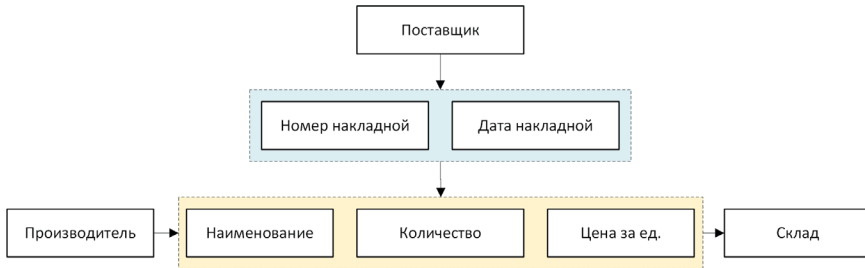 Поставщик
Номер накладной
Дата накладной
Производитель
Наименование
Количество
Цена за ед.
Склад